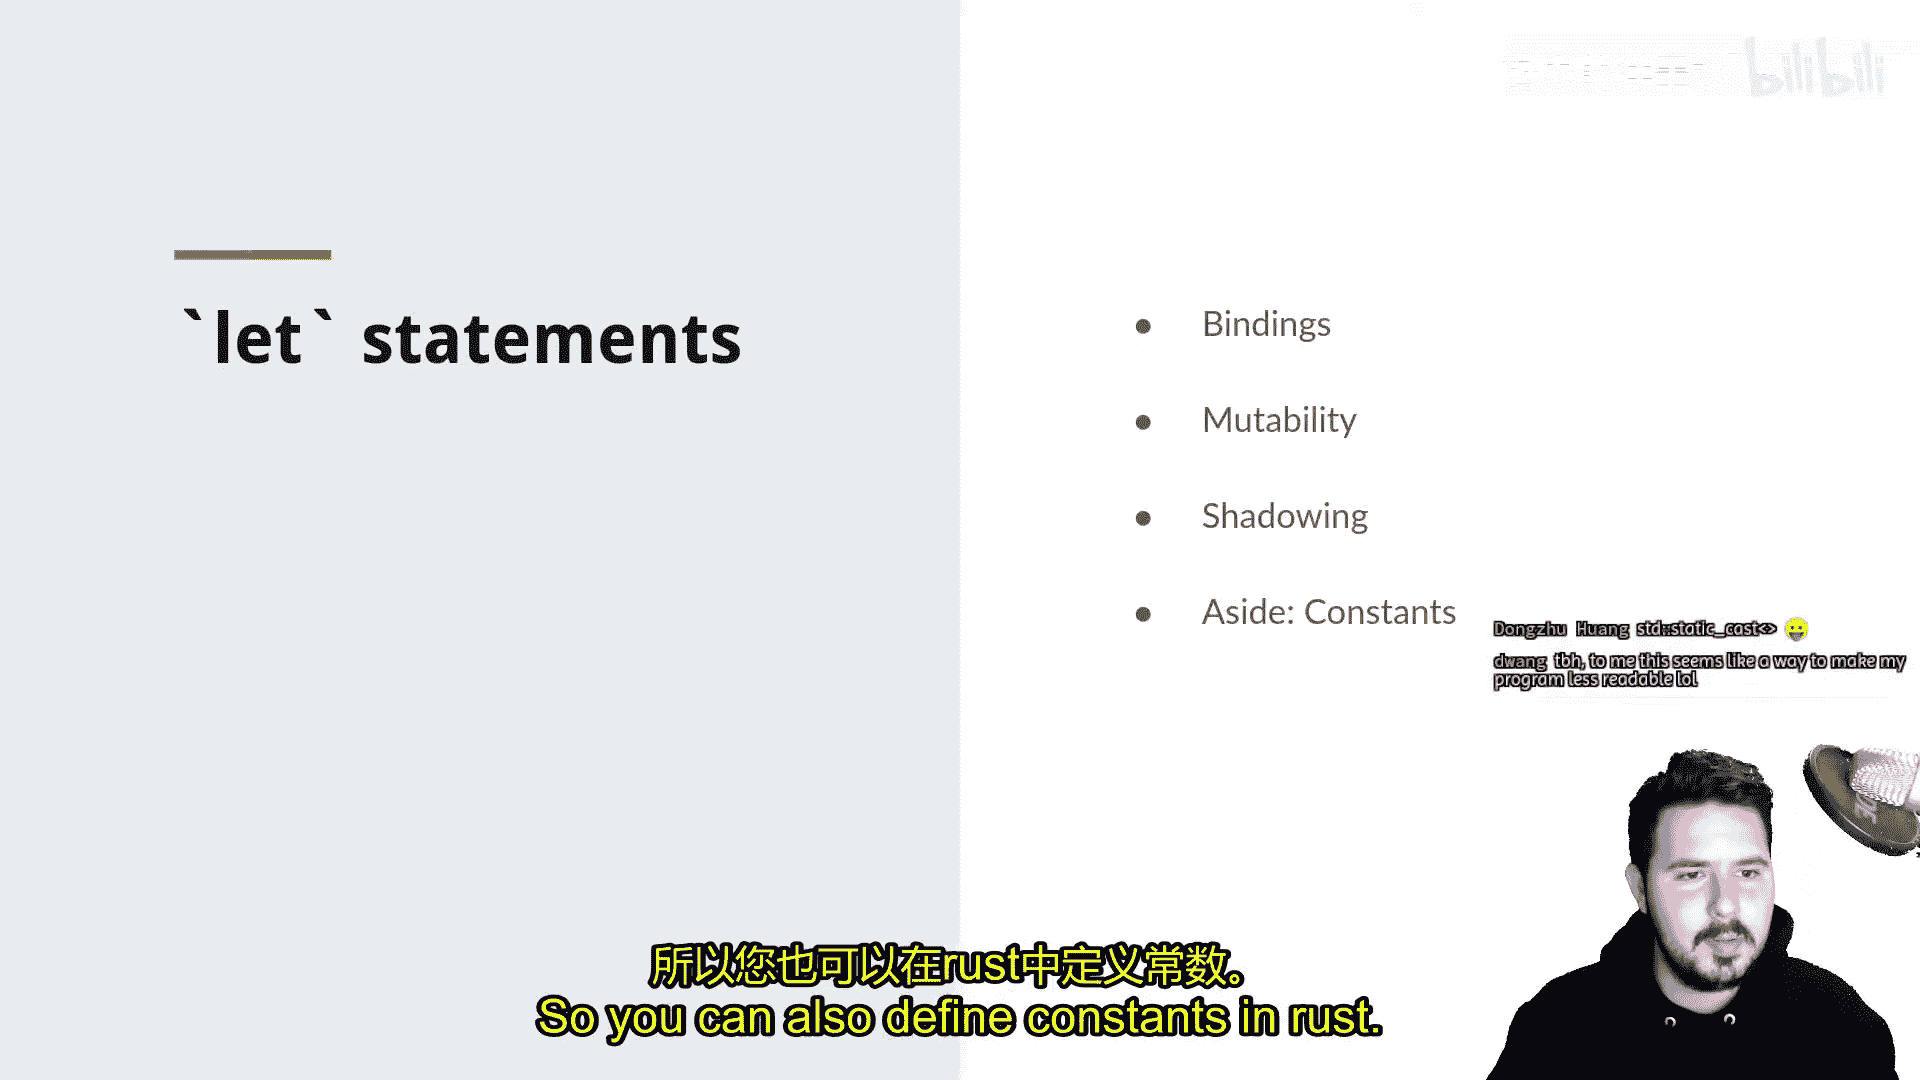 bilibili
`let` statements
● Bindings
● Mutability
● Shadowing
● Aside: Constants
Dongzhu Huang std::static_cast<> 😛
dwang tbh, to me this seems like a way to make my
program less readable lol
所以您也可以在rust中定义常数。
So you can also define constants in rust.